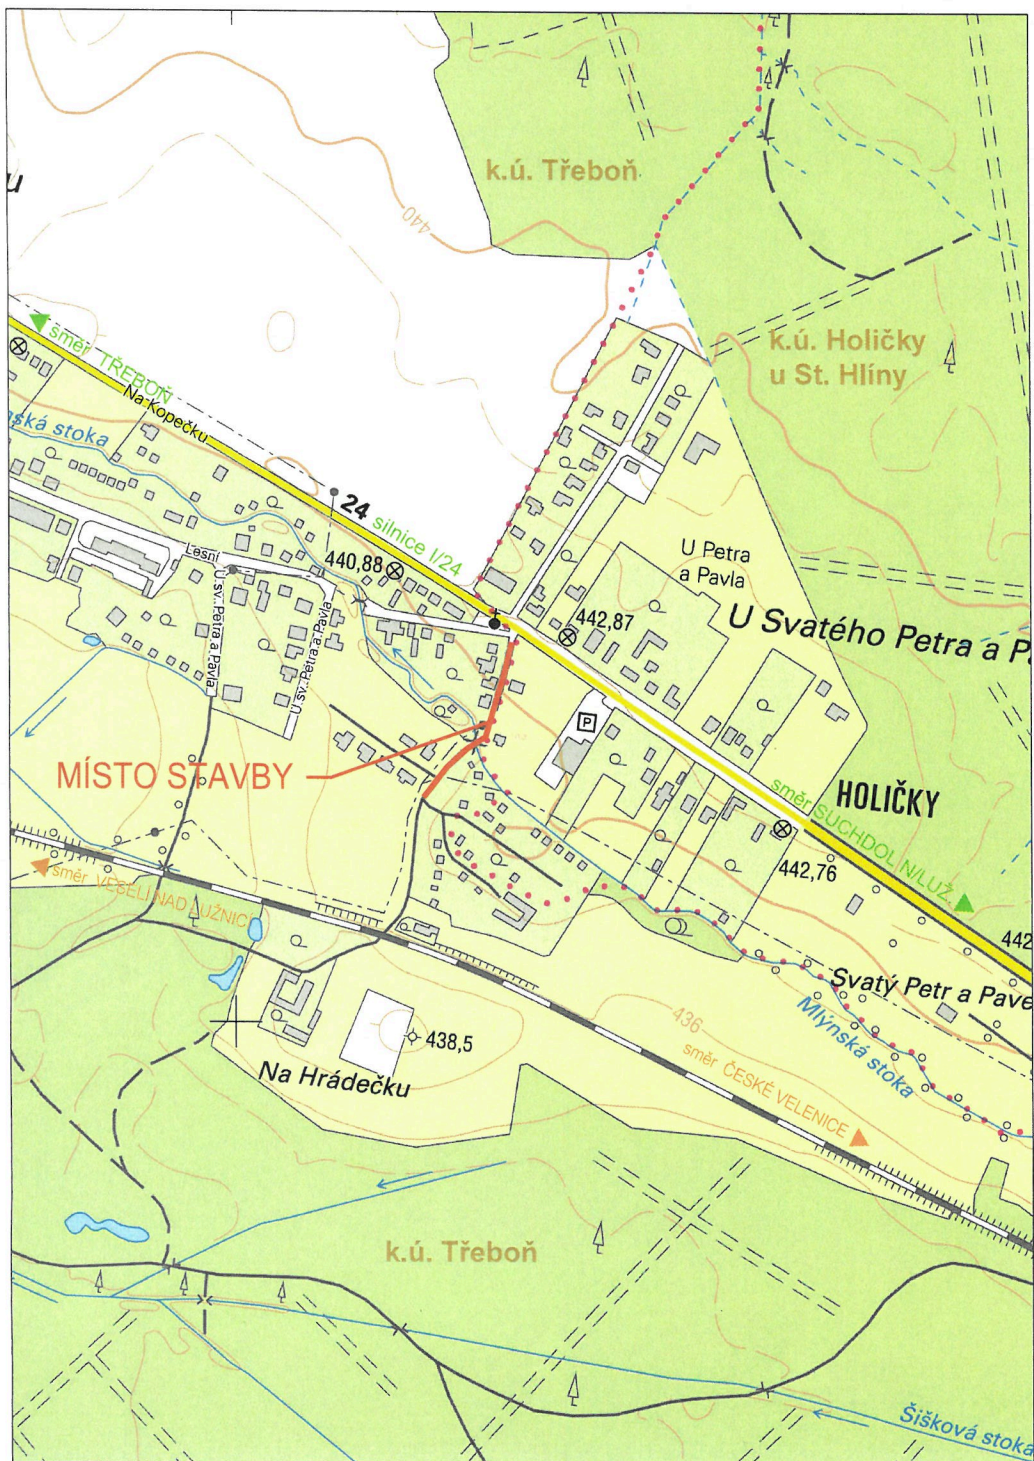 k.ú. Třeboň
440
k.ú. Holičky
u St. Hlíny
směr TŘEBOŇ
Na Kopečku
stoka
24 silnice I/24
440,88
Lesní
U sv. Petra a Pavla
U sv. Petra a Pavla
U Petra
a Pavla
442,87
U Svatého Petra a
P
MÍSTO STAVBY
HOLIČKY
směr SUCHDOL N/LUŽ.
442,76
směr VESELÍ NAD LUŽNICÍ
442
Svatý Petr a
Mlýnská stoka
436
438,5
Na Hrádečku
směr ČESKÉ VELENICE
k.ú. Třeboň
Šišková stoka